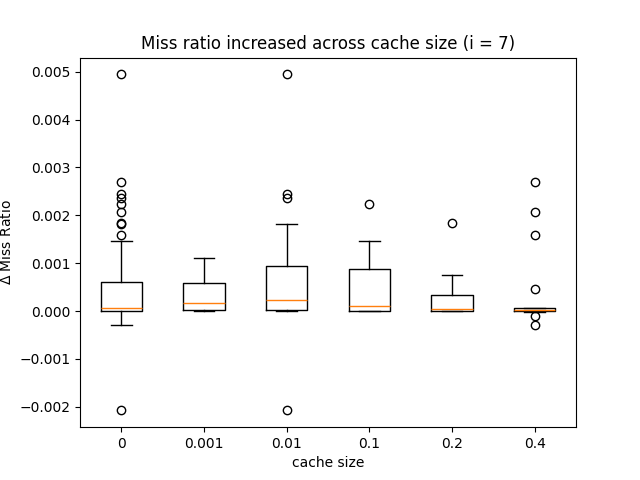 Miss ratio increased across cache size (i = 7)
0.005
0.004
0.003
0.002
0.001
0.000
−0.001
−0.002
Δ Miss Ratio
0 0.001 0.01 0.1 0.2 0.4
cache size